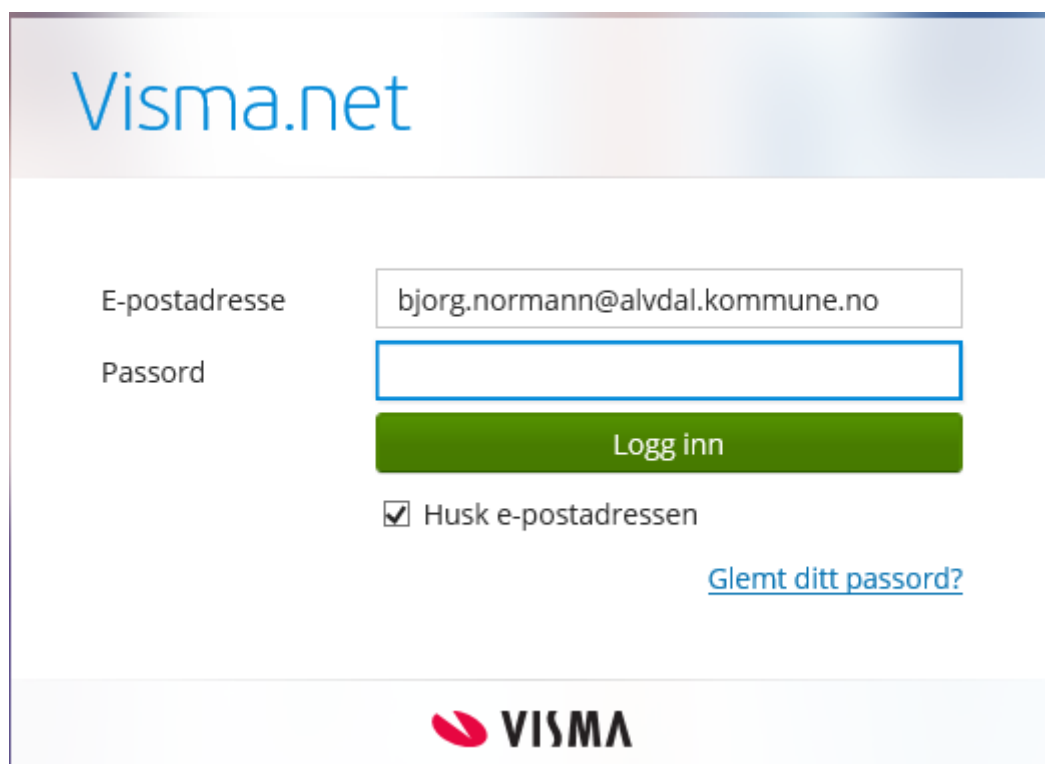 Visma.net
E-postadresse bjorg.normann@alvdal.kommune.no
Passord
Logg inn
Husk e-postadressen
Glemt ditt passord?
VISMA